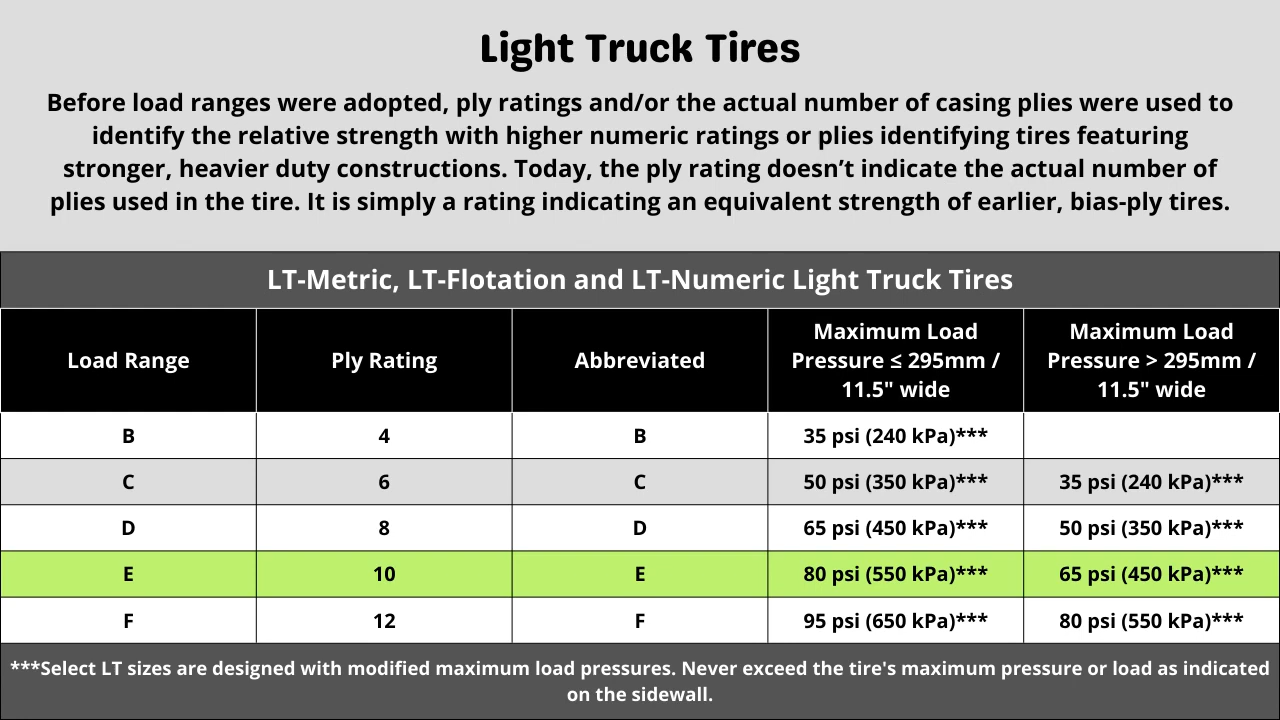 Light Truck Tires
Before load ranges were adopted, ply ratings and/or the actual number of casing plies were used to
identify the relative strength with higher numeric ratings or plies identifying tires featuring
stronger, heavier duty constructions. Today, the ply rating doesn’t indicate the actual number of
plies used in the tire. It is simply a rating indicating an equivalent strength of earlier, bias-ply tires.
LT-Metric, LT-Flotation and LT-Numeric Light Truck Tires
Load Range
Ply Rating
Abbreviated
Maximum Load
Pressure ≤ 295mm /
11.5" wide
Maximum Load
Pressure > 295mm /
11.5" wide
B 4 B 35 psi (240 kPa)***
C 6 C 50 psi (350 kPa)*** 35 psi (240 kPa)***
D 8 D 65 psi (450 kPa)*** 50 psi (350 kPa)***
E 10 E 80 psi (550 kPa)*** 65 psi (450 kPa)***
F 12 F 95 psi (650 kPa)*** 80 psi (550 kPa)***
***Select LT sizes are designed with modified maximum load pressures. Never exceed the tire's maximum pressure or load as indicated
on the sidewall.